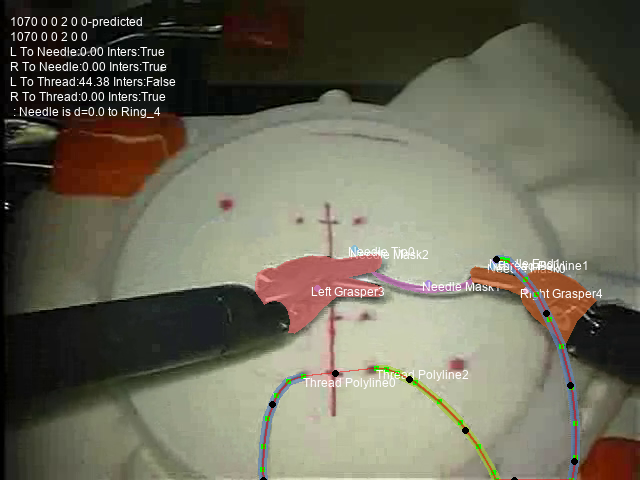 1070 0 0 2 0 0-predicted
1070 0 0 2 0 0
L To Needle:0.00 Inters:True
R To Needle:0.00 Inters:True
L To Thread:44.38 Inters:False
R To Thread:0.00 Inters:True
: Needle is d=0.0 to Ring_4
Needle Tip0
Needle Mask2
Needle Mask1
Left Grasper3
Right Grasper4
Thread Polyline0
Thread Polyline2